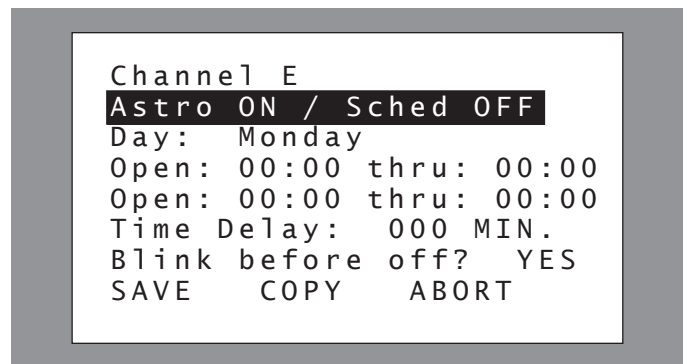 Channel E
Astro ON / Sched OFF
Day: Monday
Open: 00:00 thru: 00:00
Open: 00:00 thru: 00:00
Time Delay: 000 MIN.
Blink before off? YES
SAVE COPY ABORT